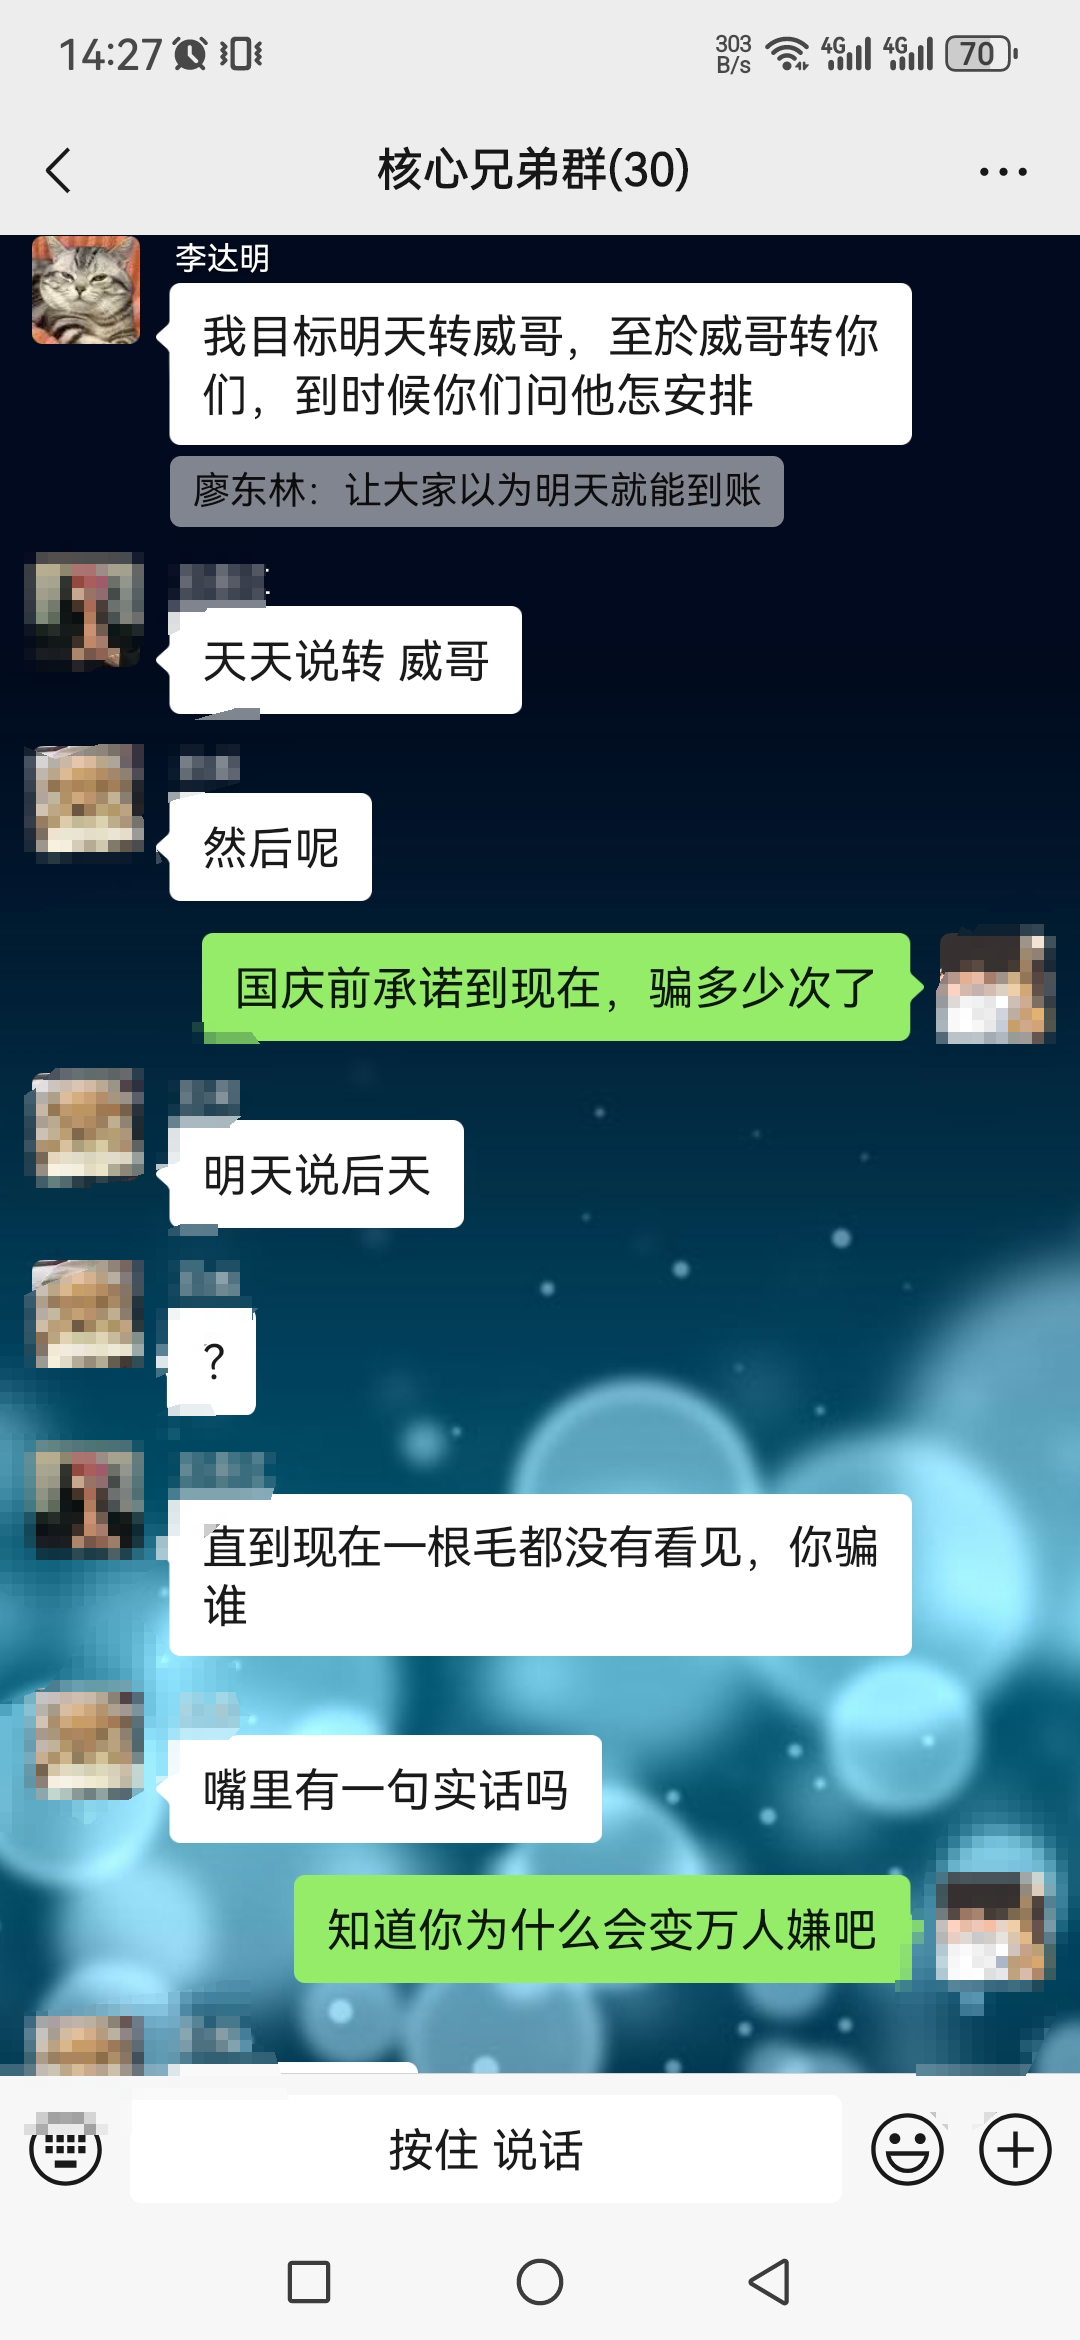 14:27
303
B/s
4G
4G
70
核心兄弟群(30)
李达明
我目标明天转威哥，至於威哥转你
们，到时候你们问他怎安排
廖东林：让大家以为明天就能到账
天天说转 威哥
然后呢
国庆前承诺到现在，骗多少次了
明天说后天
？
直到现在一根毛都没有看见，你骗
谁
嘴里有一句实话吗
知道你为什么会变万人嫌吧
按住 说话